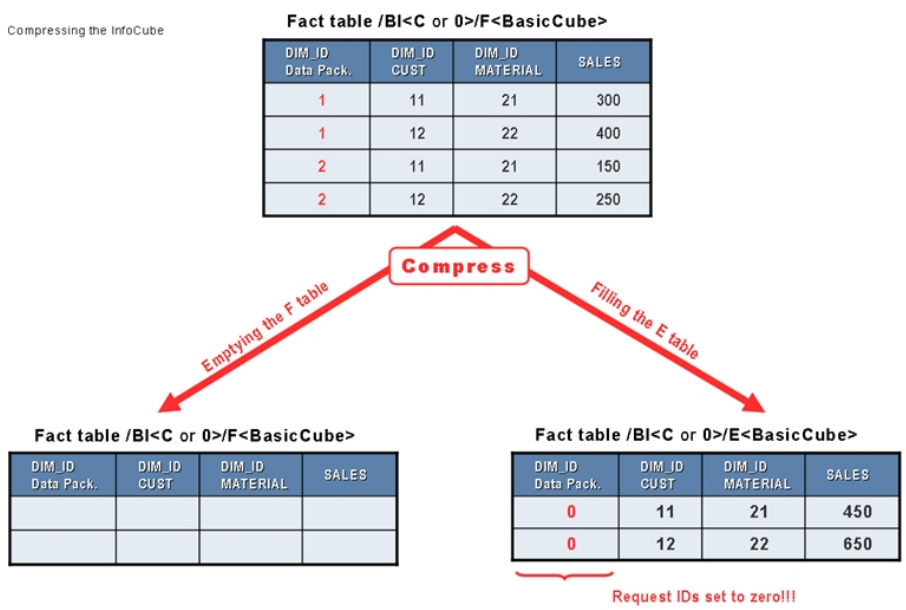 Compressing the InfoCube
Fact table /BI<C or 0>/F<BasicCube>
DIM_ID Data Pack. DIM_ID CUST DIM_ID MATERIAL SALES
1 11 21 300
1 12 22 400
2 11 21 150
2 12 22 250
Compress
Emptying the F table
Filling the E table
Fact table /BI<C or 0>/F<BasicCube>
DIM_ID Data Pack. DIM_ID CUST DIM_ID MATERIAL SALES
Fact table /BI<C or 0>/E<BasicCube>
DIM_ID Data Pack. DIM_ID CUST DIM_ID MATERIAL SALES
0 11 21 450
0 12 22 650
Request IDs set to zero!!!